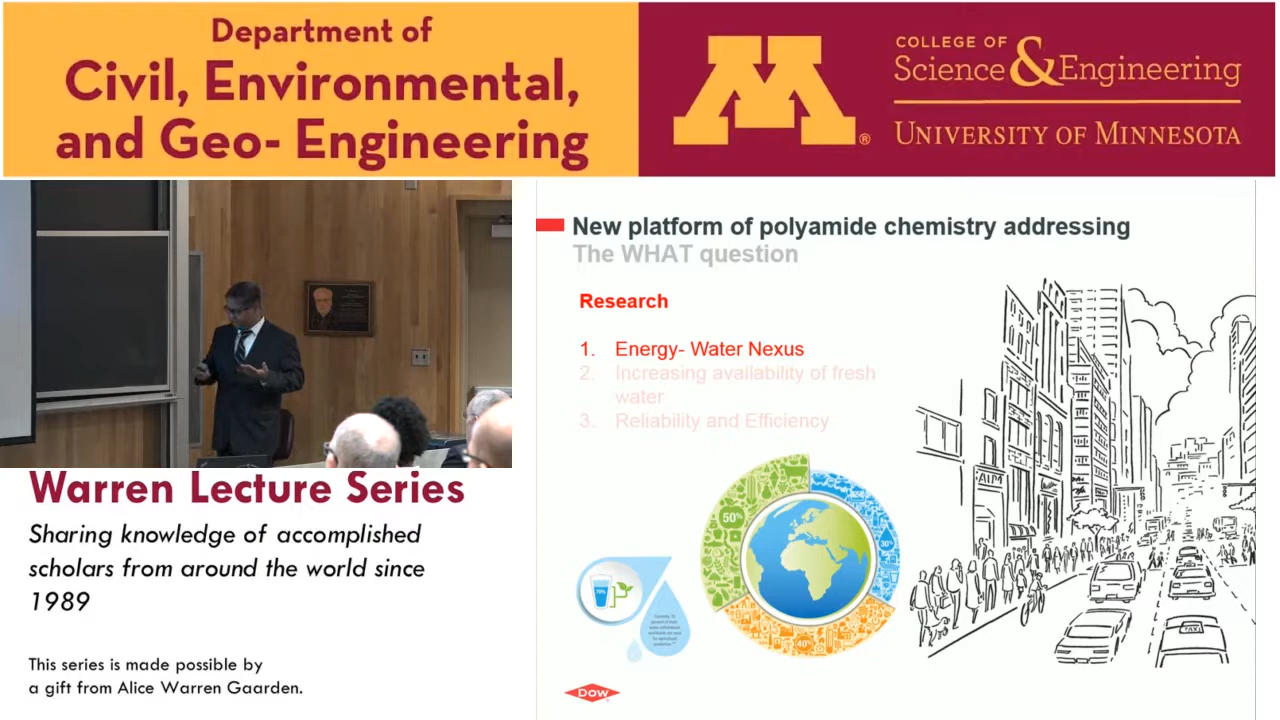 Department of
Civil, Environmental,
and Geo- Engineering
M®
COLLEGE OF
Science & Engineering
UNIVERSITY OF MINNESOTA
New platform of polyamide chemistry addressing
The WHAT question
Research
1. Energy- Water Nexus
2. Increasing availability of fresh
water
3. Reliability and Efficiency
50%
30%
40%
70%
TAXI
DOW
Warren Lecture Series
Sharing knowledge of accomplished
scholars from around the world since
1989
This series is made possible by
a gift from Alice Warren Gaarden.